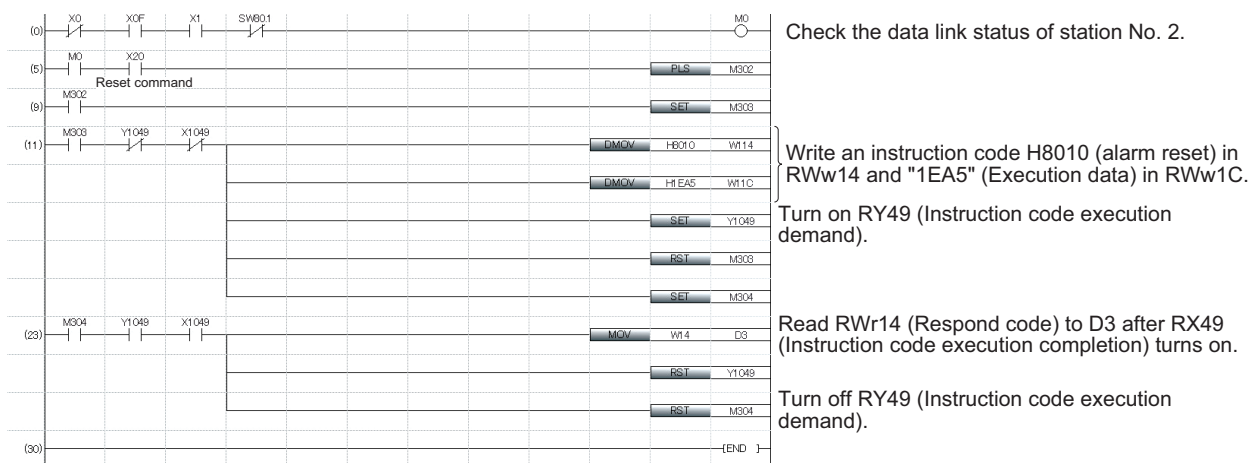 X0 X0F X1 SW80.1 M0
(0) Check the data link status of station No. 2.
M0 X20
(5) PLS M302
Reset command
M302
(9) SET M303
M303 Y1049 X1049
(11) DMOV H8010 W114
Write an instruction code H8010 (alarm reset) in
RWw14 and "1EA5" (Execution data) in RWw1C.
DMOV H1EA5 W11C
Turn on RY49 (Instruction code execution
demand).
SET Y1049
RST M303
SET M304
M304 Y1049 X1049
(23) MOV W14 D3
Read RWr14 (Respond code) to D3 after RX49
(Instruction code execution completion) turns on.
RST Y1049
RST M304
Turn off RY49 (Instruction code execution
demand).
(30) [END ]